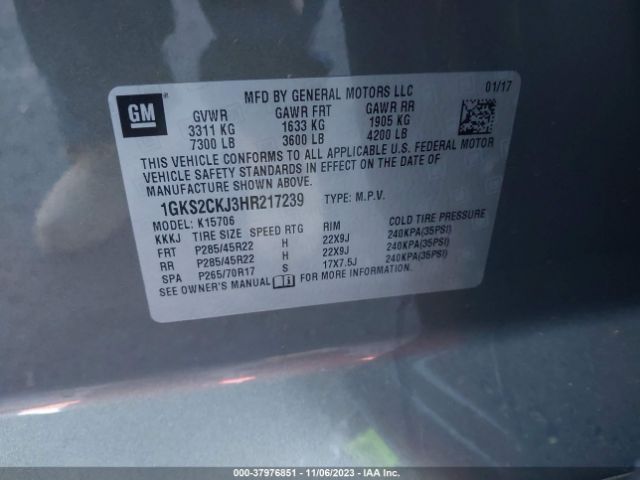 MFD BY GENERAL MOTORS LLC 01/17
GM
GVWR GAWR FRT GAWR RR
3311 KG 1633 KG 1905 KG
7300 LB 3600 LB 4200 LB
THIS VEHICLE CONFORMS TO ALL APPLICABLE U.S. FEDERAL MOTOR
VEHICLE SAFETY STANDARDS IN EFFECT ON THE DATE OF
MANUFACTURE SHOWN ABOVE.
1GKS2CKJ3HR217239 TYPE: M.P.V.
MODEL: K15706
KKKJ TIRE SIZE SPEED RTG RIM COLD TIRE PRESSURE
FRT P285/45R22 H 22X9J 240KPA(35PSI)
RR P285/45R22 H 22X9J 240KPA(35PSI)
SPA P265/70R17 S 17X7.5J 240KPA(35PSI)
SEE OWNER'S MANUAL FOR MORE INFORMATION.
000-37976851 - 11/06/2023 - IAA Inc.